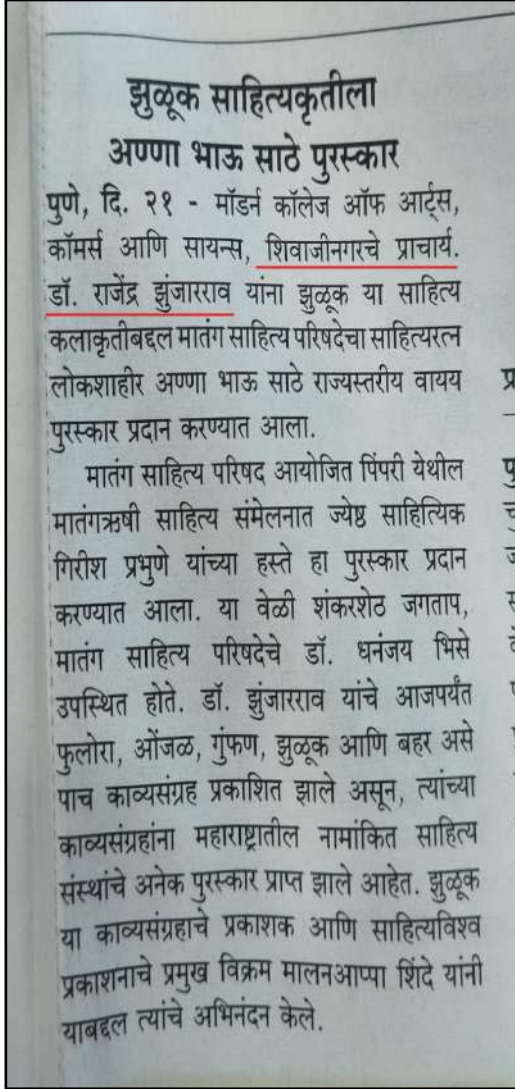 झुळूक साहित्यकृतीला
अण्णा भाऊ साठे पुरस्कार
पुणे, दि. २१ - मॉडर्न कॉलेज ऑफ आर्ट्स,
कॉमर्स आणि सायन्स, शिवाजीनगरचे प्राचार्य.
डॉ. राजेंद्र झुंजारराव यांना झुळूक या साहित्य
कलाकृतीबद्दल मातंग साहित्य परिषदेचा साहित्यरत्न
लोकशाहीर अण्णा भाऊ साठे राज्यस्तरीय वायय
पुरस्कार प्रदान करण्यात आला.
मातंग साहित्य परिषद आयोजित पिंपरी येथील
मातंगऋषी साहित्य संमेलनात ज्येष्ठ साहित्यिक
गिरीश प्रभुणे यांच्या हस्ते हा पुरस्कार प्रदान
करण्यात आला. या वेळी शंकरशेठ जगताप,
मातंग साहित्य परिषदेचे डॉ. धनंजय भिसे
उपस्थित होते. डॉ. झुंजारराव यांचे आजपर्यंत
फुलोरा, ओंजळ, गुंफण, झुळूक आणि बहर असे
पाच काव्यसंग्रह प्रकाशित झाले असून, त्यांच्या
काव्यसंग्रहांना महाराष्ट्रातील नामांकित साहित्य
संस्थांचे अनेक पुरस्कार प्राप्त झाले आहेत. झुळूक
या काव्यसंग्रहाचे प्रकाशक आणि साहित्यविश्व
प्रकाशनाचे प्रमुख विक्रम मालनआप्पा शिंदे यांनी
याबद्दल त्यांचे अभिनंदन केले.